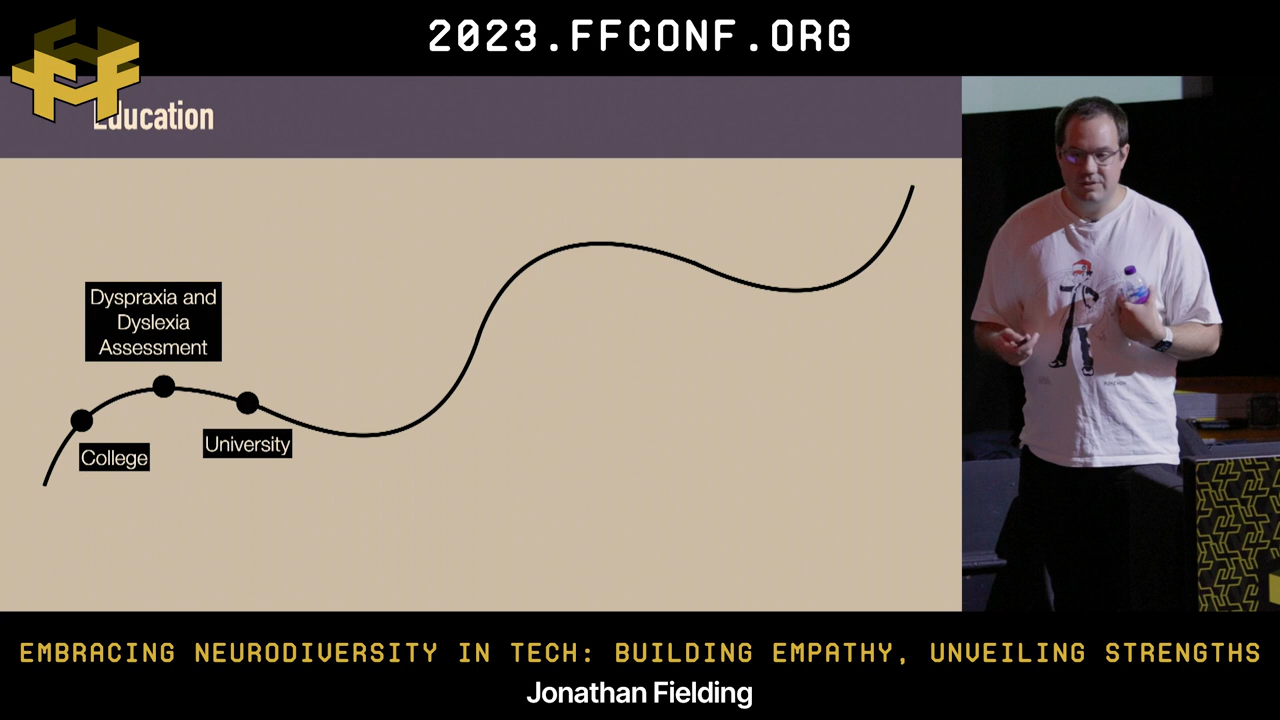 2023.FFCONF.ORG
Education
Dyspraxia and
Dyslexia
Assessment
College
University
EMBRACING NEURODIVERSITY IN TECH: BUILDING EMPATHY, UNVEILING STRENGTHS
Jonathan Fielding